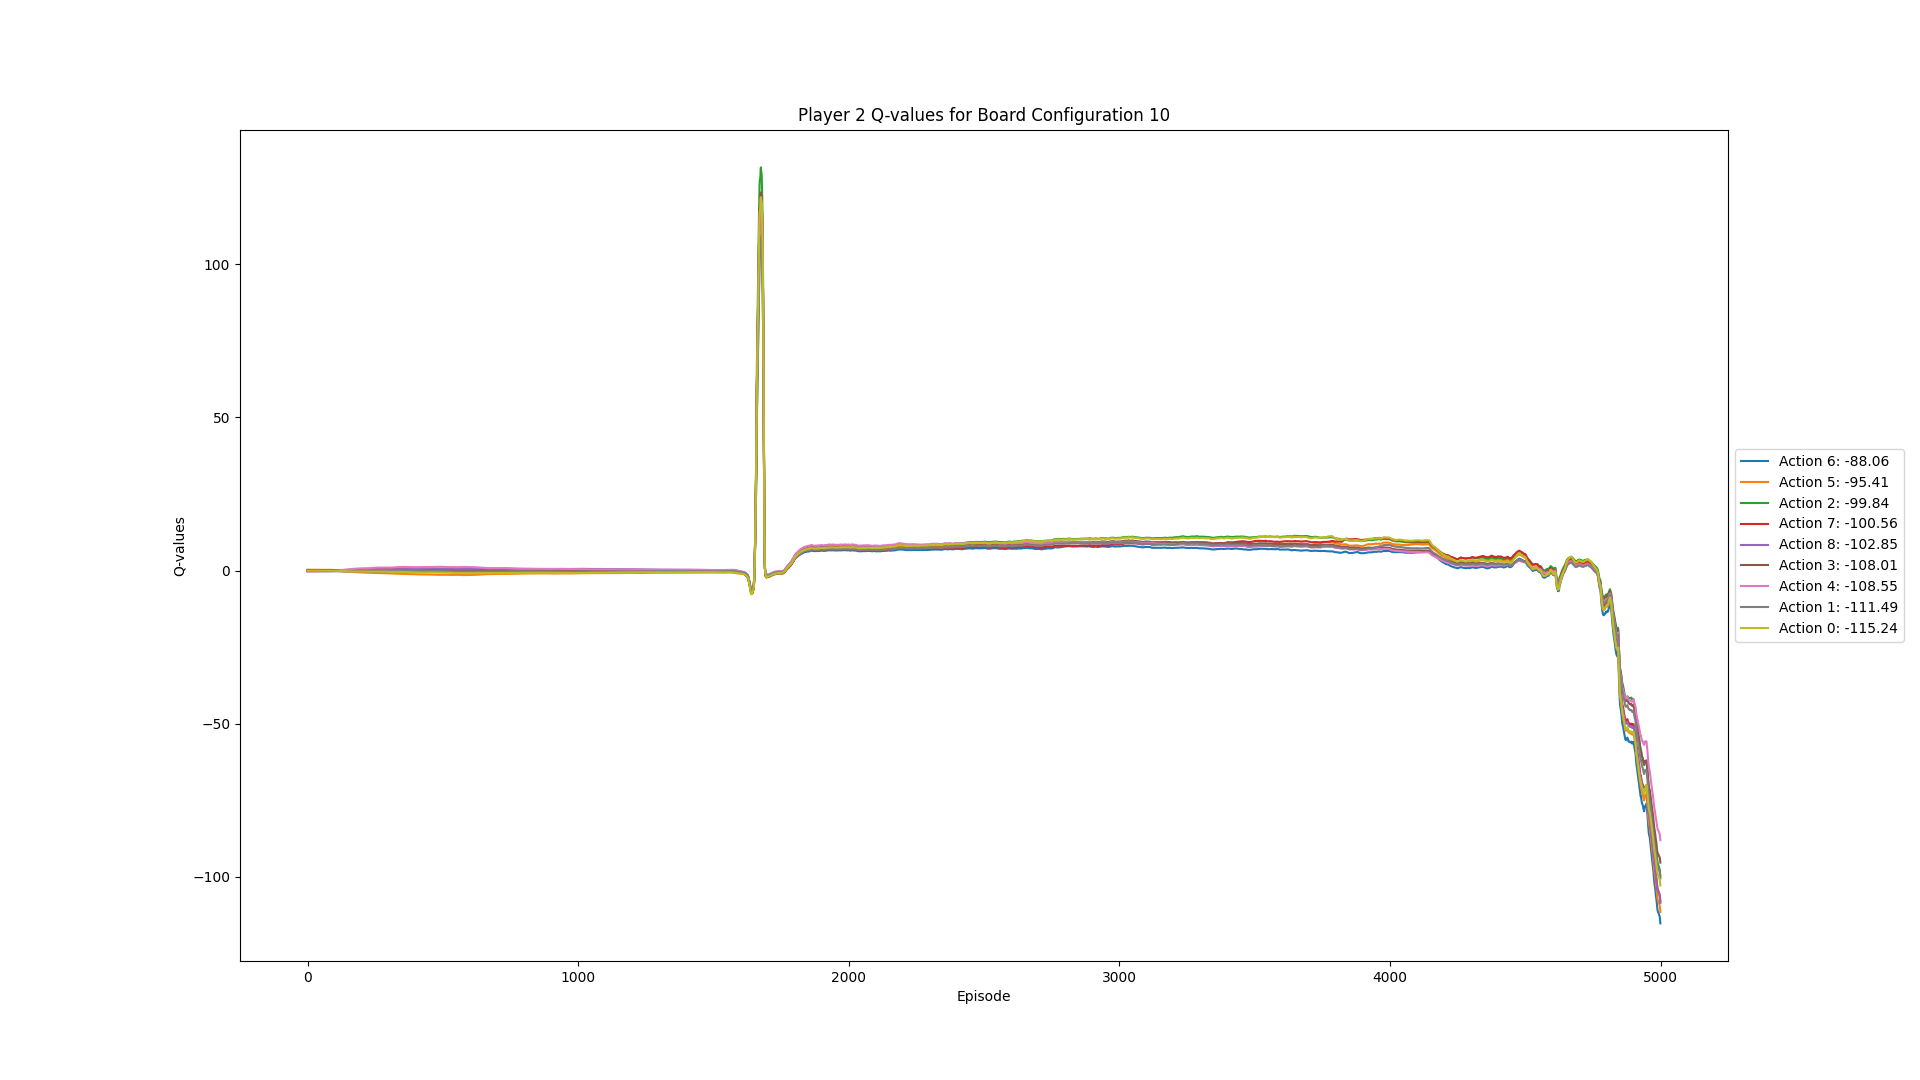 Player 2 Q-values for Board Configuration 10
100
50
0
−50
−100
Q-values
0
1000
2000
3000
4000
5000
Episode
Action 6: -88.06
Action 5: -95.41
Action 2: -99.84
Action 7: -100.56
Action 8: -102.85
Action 3: -108.01
Action 4: -108.55
Action 1: -111.49
Action 0: -115.24